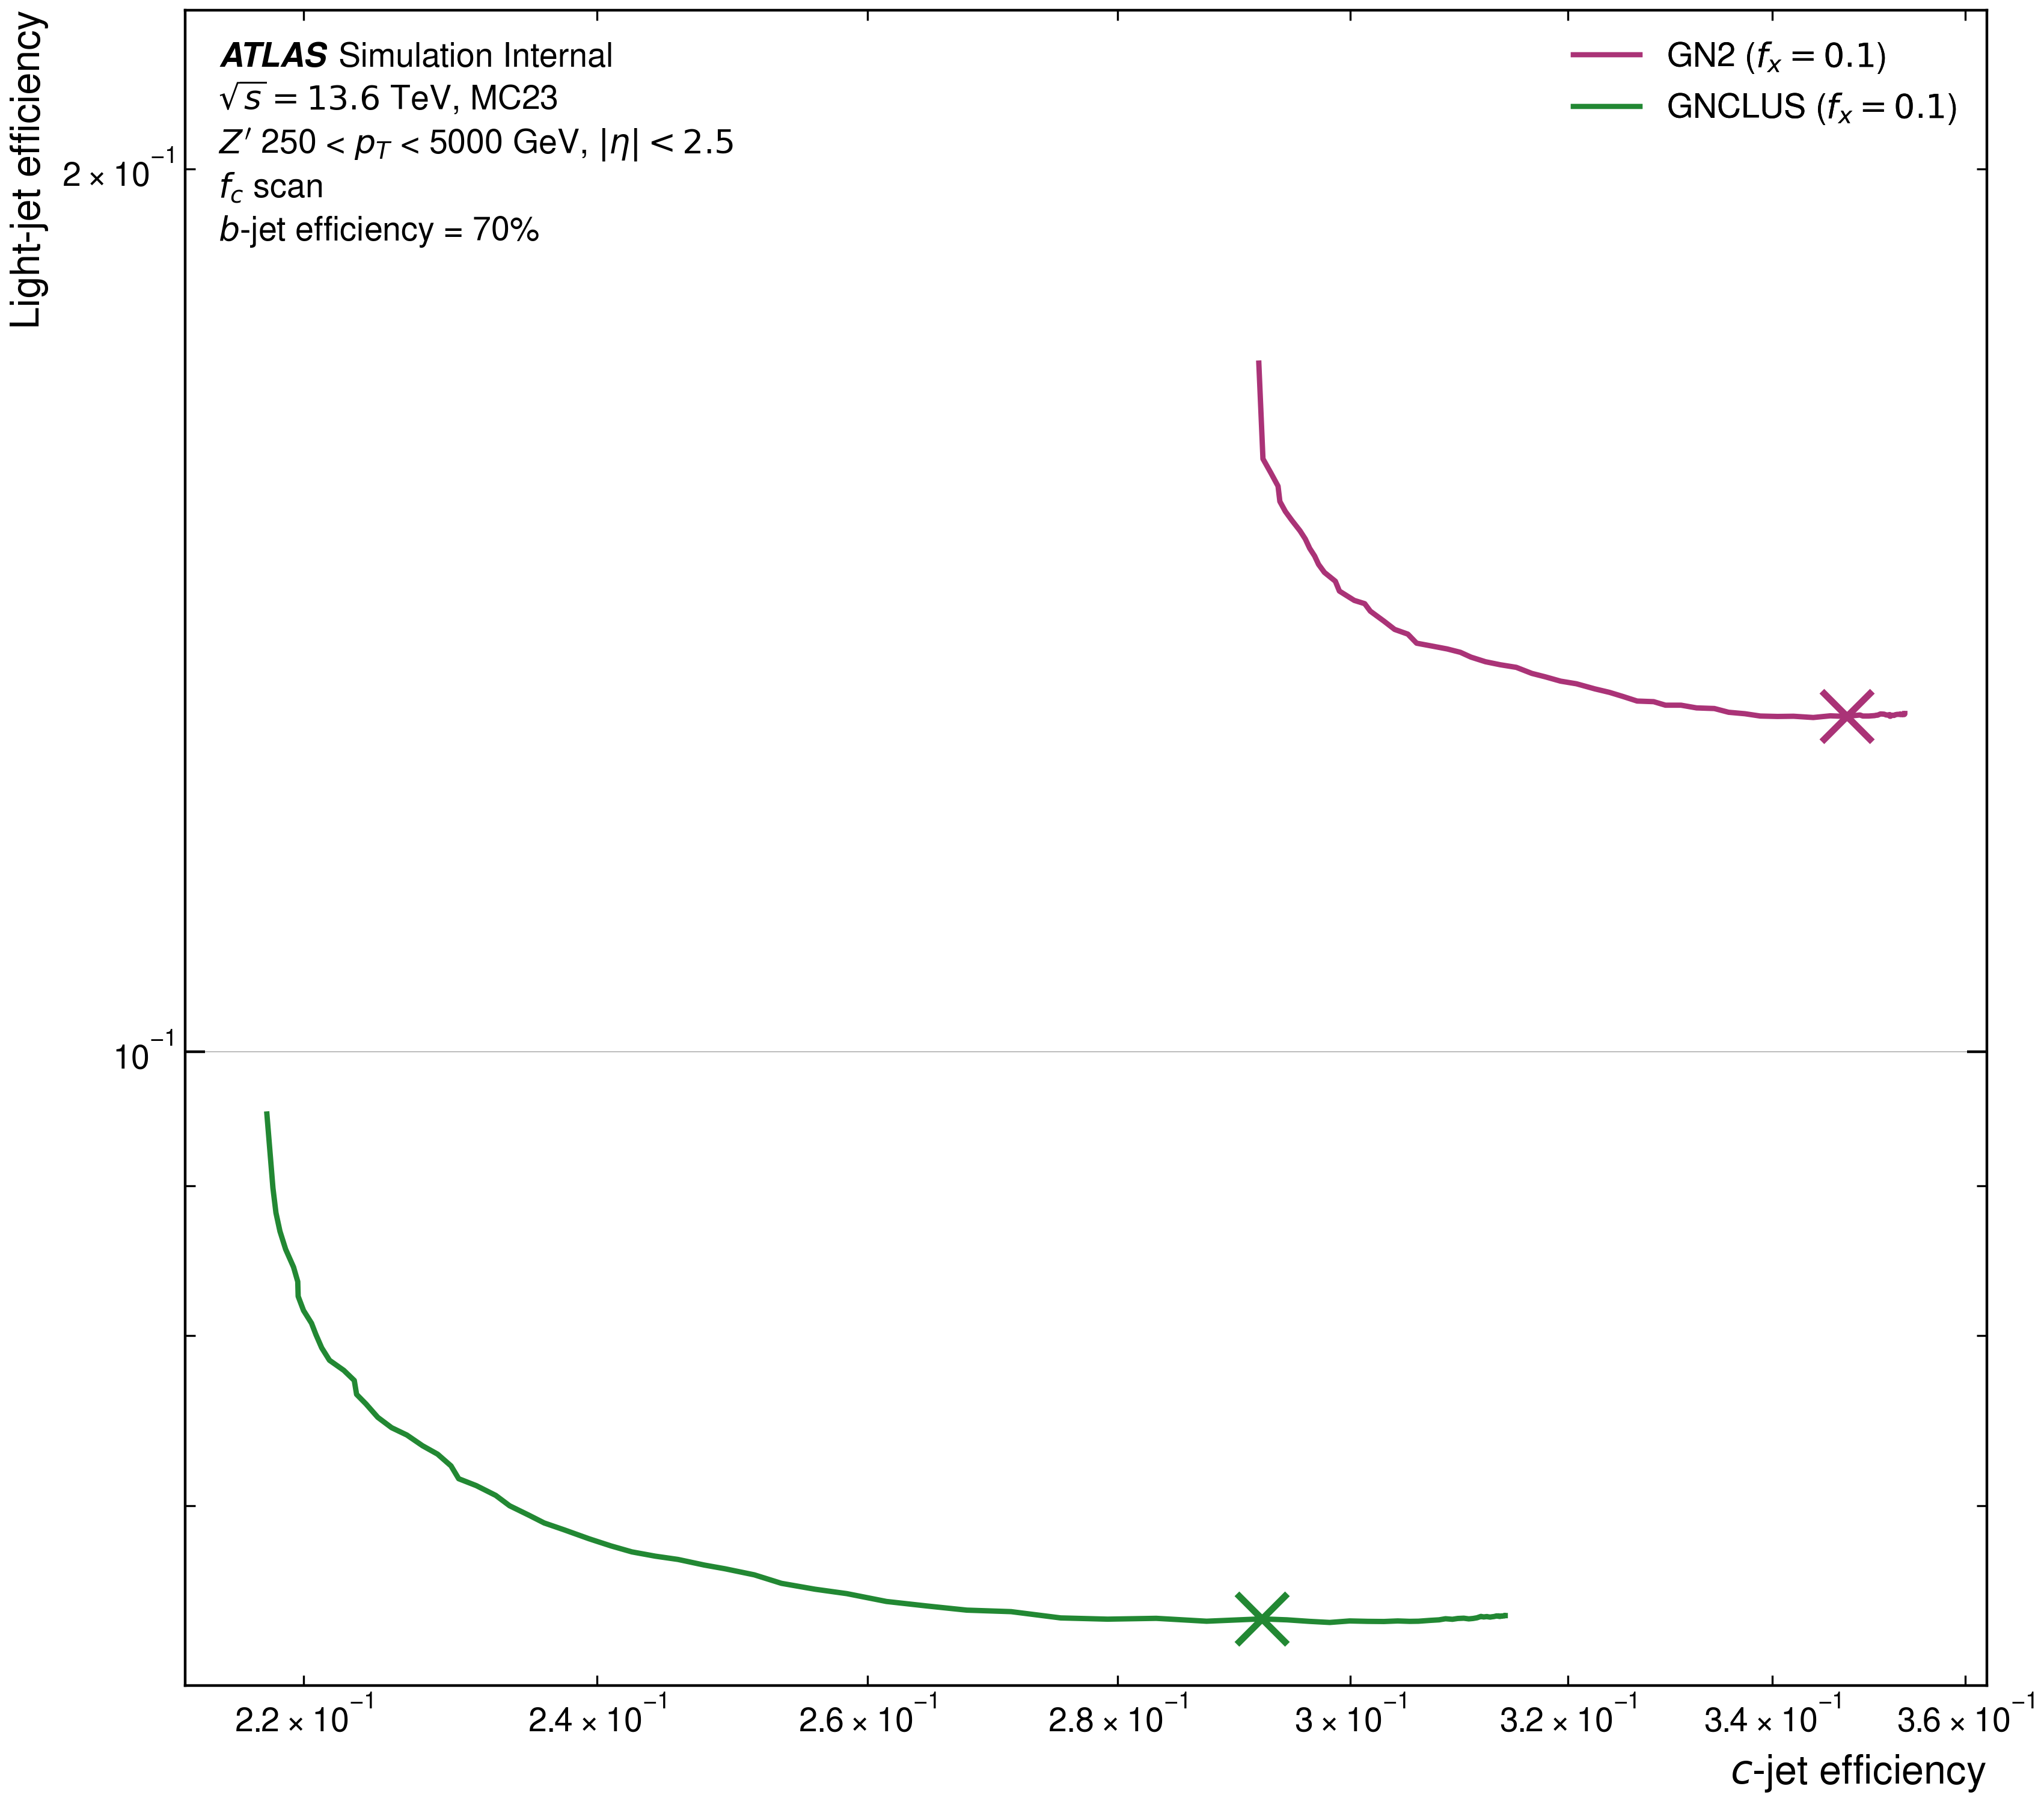 ATLAS Simulation Internal
√s = 13.6 TeV, MC23
Z′ 250 < p_T < 5000 GeV, |η| < 2.5
f_c scan
b-jet efficiency = 70%
GN2 (f_x = 0.1)
GNCLUS (f_x = 0.1)
Light-jet efficiency
2 × 10⁻¹
10⁻¹
2.2 × 10⁻¹ 2.4 × 10⁻¹ 2.6 × 10⁻¹ 2.8 × 10⁻¹ 3 × 10⁻¹ 3.2 × 10⁻¹ 3.4 × 10⁻¹ 3.6 × 10⁻¹
c-jet efficiency